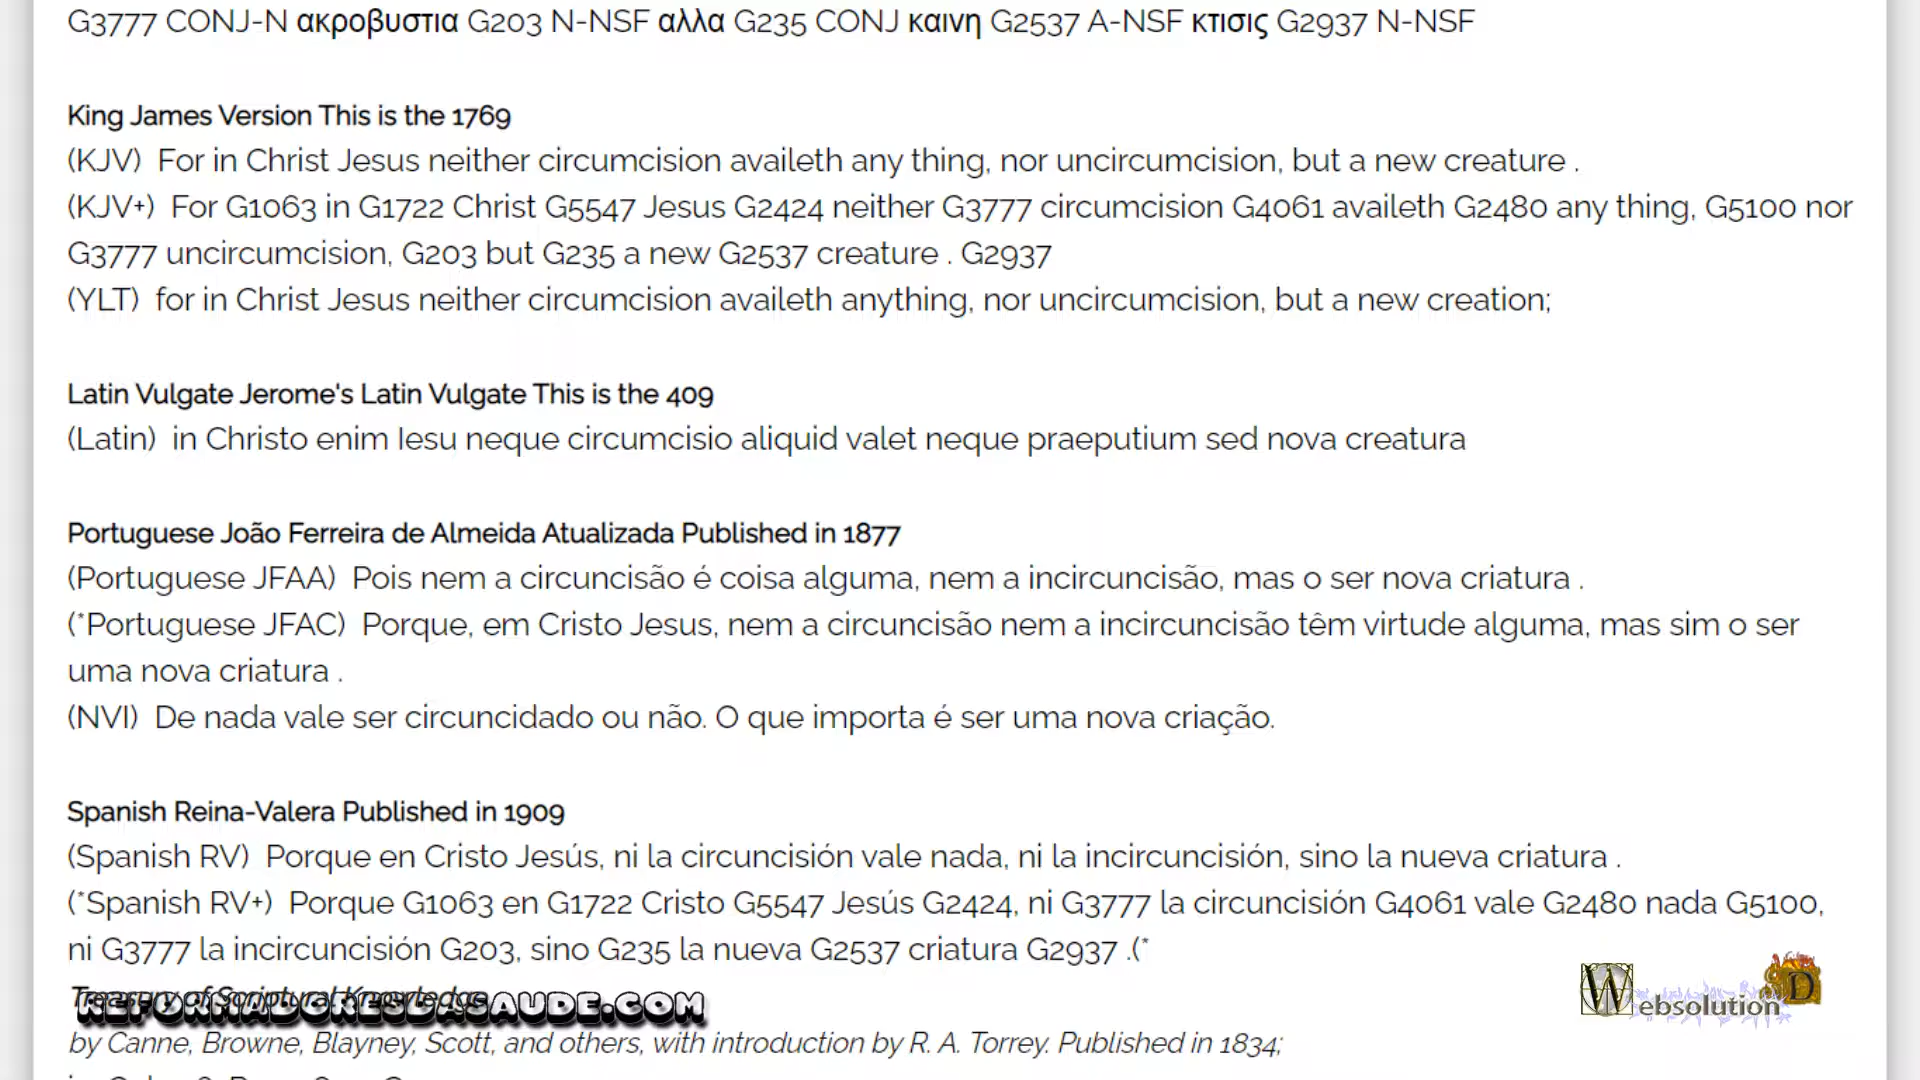 G3777 CONJ-N ακροβυστια G203 N-NSF αλλα G235 CONJ καινη G2537 A-NSF κτισις G2937 N-NSF
King James Version This is the 1769
(KJV) For in Christ Jesus neither circumcision availeth any thing, nor uncircumcision, but a new creature .
(KJV+) For G1063 in G1722 Christ G5547 Jesus G2424 neither G3777 circumcision G4061 availeth G2480 any thing, G5100 nor
G3777 uncircumcision, G203 but G235 a new G2537 creature . G2937
(YLT) for in Christ Jesus neither circumcision availeth anything, nor uncircumcision, but a new creation;
Latin Vulgate Jerome's Latin Vulgate This is the 409
(Latin) in Christo enim Iesu neque circumcisio aliquid valet neque praeputium sed nova creatura
Portuguese João Ferreira de Almeida Atualizada Published in 1877
(Portuguese JFAA) Pois nem a circuncisão é coisa alguma, nem a incircuncisão, mas o ser nova criatura .
(*Portuguese JFAC) Porque, em Cristo Jesus, nem a circuncisão nem a incircuncisão têm virtude alguma, mas sim o ser
uma nova criatura .
(NVI) De nada vale ser circuncidado ou não. O que importa é ser uma nova criação.
Spanish Reina-Valera Published in 1909
(Spanish RV) Porque en Cristo Jesús, ni la circuncisión vale nada, ni la incircuncisión, sino la nueva criatura .
(*Spanish RV+) Porque G1063 en G1722 Cristo G5547 Jesús G2424, ni G3777 la circuncisión G4061 vale G2480 nada G5100,
ni G3777 la incircuncisión G203, sino G235 la nueva G2537 criatura G2937 .(*
Treasury of Scriptural Knowledge
REFORMADORESDASAUDE.COM
Websolution D
by Canne, Browne, Blayney, Scott, and others, with introduction by R. A. Torrey. Published in 1834;